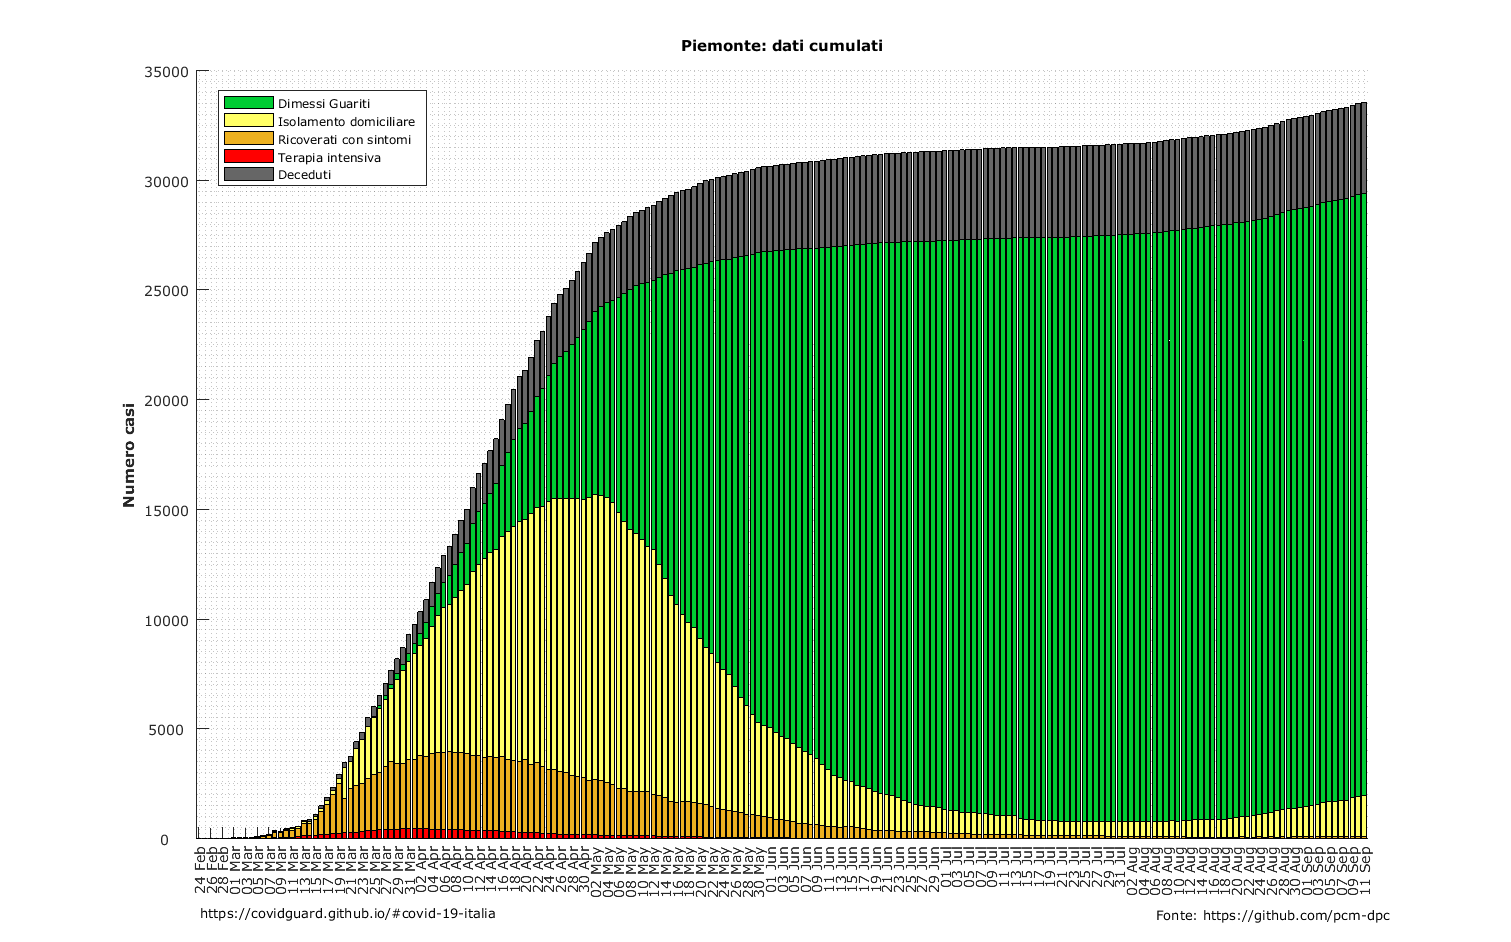 Piemonte: dati cumulati
35000
30000
25000
20000
15000
10000
5000
0
Numero casi
Dimessi Guariti
Isolamento domiciliare
Ricoverati con sintomi
Terapia intensiva
Deceduti
24 Feb
26 Feb
28 Feb
01 Mar
03 Mar
05 Mar
07 Mar
09 Mar
11 Mar
13 Mar
15 Mar
17 Mar
19 Mar
21 Mar
23 Mar
25 Mar
27 Mar
29 Mar
31 Mar
02 Apr
04 Apr
06 Apr
08 Apr
10 Apr
12 Apr
14 Apr
16 Apr
18 Apr
20 Apr
22 Apr
24 Apr
26 Apr
28 Apr
30 Apr
02 May
04 May
06 May
08 May
10 May
12 May
14 May
16 May
18 May
20 May
22 May
24 May
26 May
28 May
30 May
01 Jun
03 Jun
05 Jun
07 Jun
09 Jun
11 Jun
13 Jun
15 Jun
17 Jun
19 Jun
21 Jun
23 Jun
25 Jun
27 Jun
29 Jun
01 Jul
03 Jul
05 Jul
07 Jul
09 Jul
11 Jul
13 Jul
15 Jul
17 Jul
19 Jul
21 Jul
23 Jul
25 Jul
27 Jul
29 Jul
31 Jul
02 Aug
04 Aug
06 Aug
08 Aug
10 Aug
12 Aug
14 Aug
16 Aug
18 Aug
20 Aug
22 Aug
24 Aug
26 Aug
28 Aug
30 Aug
01 Sep
03 Sep
05 Sep
07 Sep
09 Sep
11 Sep
https://covidguard.github.io/#covid-19-italia
Fonte: https://github.com/pcm-dpc